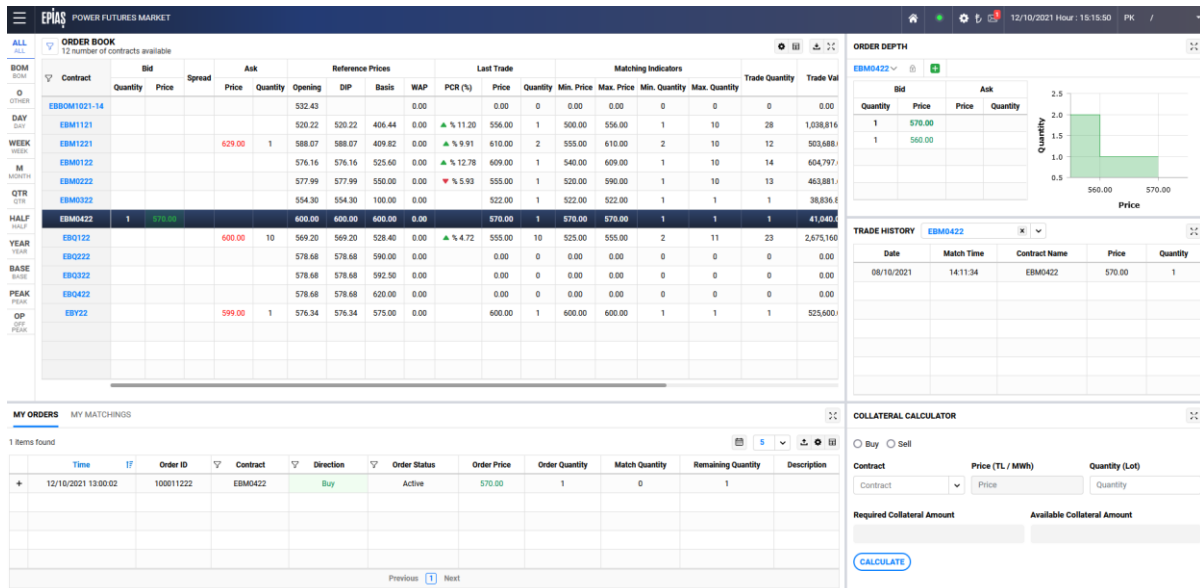 EPİAŞ POWER FUTURES MARKET
12/10/2021 Hour : 15:15:50 PK /
ALL
ALL
BOM
BOM
O
OTHER
DAY
DAY
WEEK
WEEK
M
MONTH
QTR
QTR
HALF
HALF
YEAR
YEAR
BASE
BASE
PEAK
PEAK
OP
OFF
PEAK
ORDER BOOK
12 number of contracts available
Contract Bid Spread Ask Reference Prices Last Trade Matching Indicators Trade Quantity Trade Val
Quantity Price Price Quantity Opening DIP Basis WAP PCR (%) Price Quantity Min. Price Max. Price Min. Quantity Max. Quantity
EBBOM1021-14 532.43 0.00 0.00 0 0.00 0.00 0 0 0 0.00
EBM1121 520.22 520.22 406.44 0.00 ▲ % 11.20 556.00 1 500.00 556.00 1 10 28 1,038,816
EBM1221 629.00 1 588.07 588.07 409.82 0.00 ▲ % 9.91 610.00 2 555.00 610.00 2 10 12 503,688.
EBM0122 576.16 576.16 525.60 0.00 ▲ % 12.78 609.00 1 540.00 609.00 1 10 14 604,797.
EBM0222 577.99 577.99 550.00 0.00 ▼ % 5.93 555.00 1 520.00 590.00 1 10 13 463,881.
EBM0322 554.30 554.30 100.00 0.00 522.00 1 522.00 522.00 1 1 1 38,836.8
EBM0422 1 570.00 600.00 600.00 600.00 0.00 570.00 1 570.00 570.00 1 1 1 41,040.0
EBQ122 600.00 10 569.20 569.20 528.40 0.00 ▲ % 4.72 555.00 10 525.00 555.00 2 11 23 2,675,160
EBQ222 578.68 578.68 590.00 0.00 0.00 0 0.00 0.00 0 0 0 0.00
EBQ322 578.68 578.68 592.50 0.00 0.00 0 0.00 0.00 0 0 0 0.00
EBQ422 578.68 578.68 620.00 0.00 0.00 0 0.00 0.00 0 0 0 0.00
EBY22 599.00 1 576.34 576.34 575.00 0.00 600.00 1 600.00 600.00 1 1 1 525,600.
ORDER DEPTH
EBM0422
Bid Ask
Quantity Price Price Quantity
1 570.00
1 560.00
Quantity
2.5
2.0
1.5
1.0
0.5
560.00 570.00
Price
TRADE HISTORY EBM0422 x
Date Match Time Contract Name Price Quantity
08/10/2021 14:11:34 EBM0422 570.00 1
MY ORDERS MY MATCHINGS
1 items found
5
Time Order ID Contract Direction Order Status Order Price Order Quantity Match Quantity Remaining Quantity Description
+ 12/10/2021 13:00:02 100011222 EBM0422 Buy Active 570.00 1 0 1
Previous 1 Next
COLLATERAL CALCULATOR
Buy Sell
Contract Price (TL / MWh) Quantity (Lot)
Contract Price Quantity
Required Collateral Amount Available Collateral Amount
CALCULATE